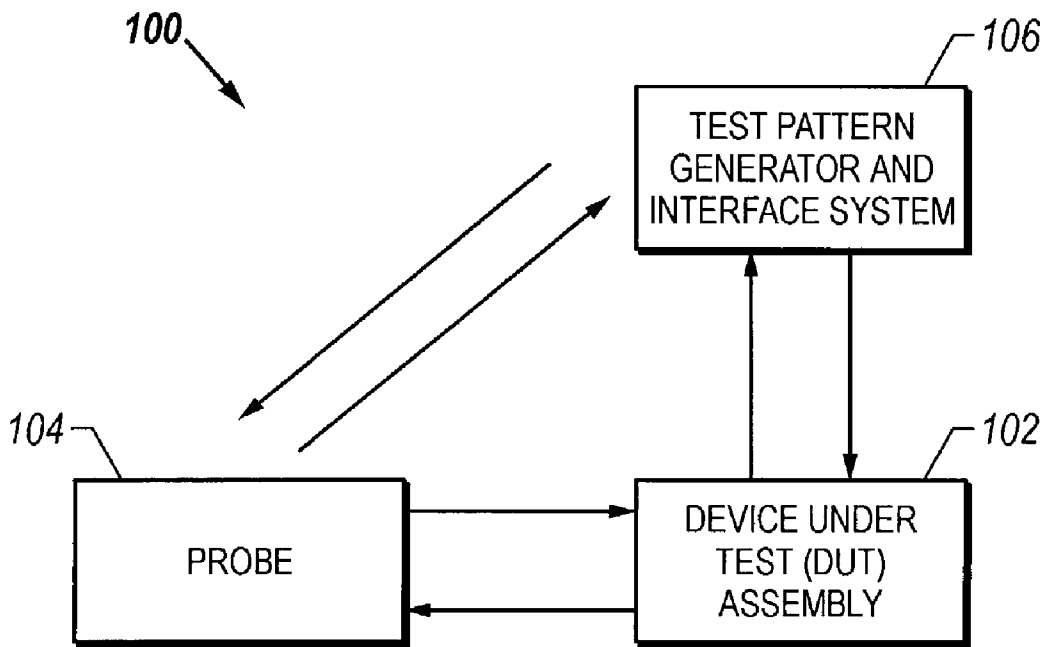 100
106
TEST PATTERN
GENERATOR AND
INTERFACE SYSTEM
104
102
PROBE
DEVICE UNDER
TEST (DUT)
ASSEMBLY